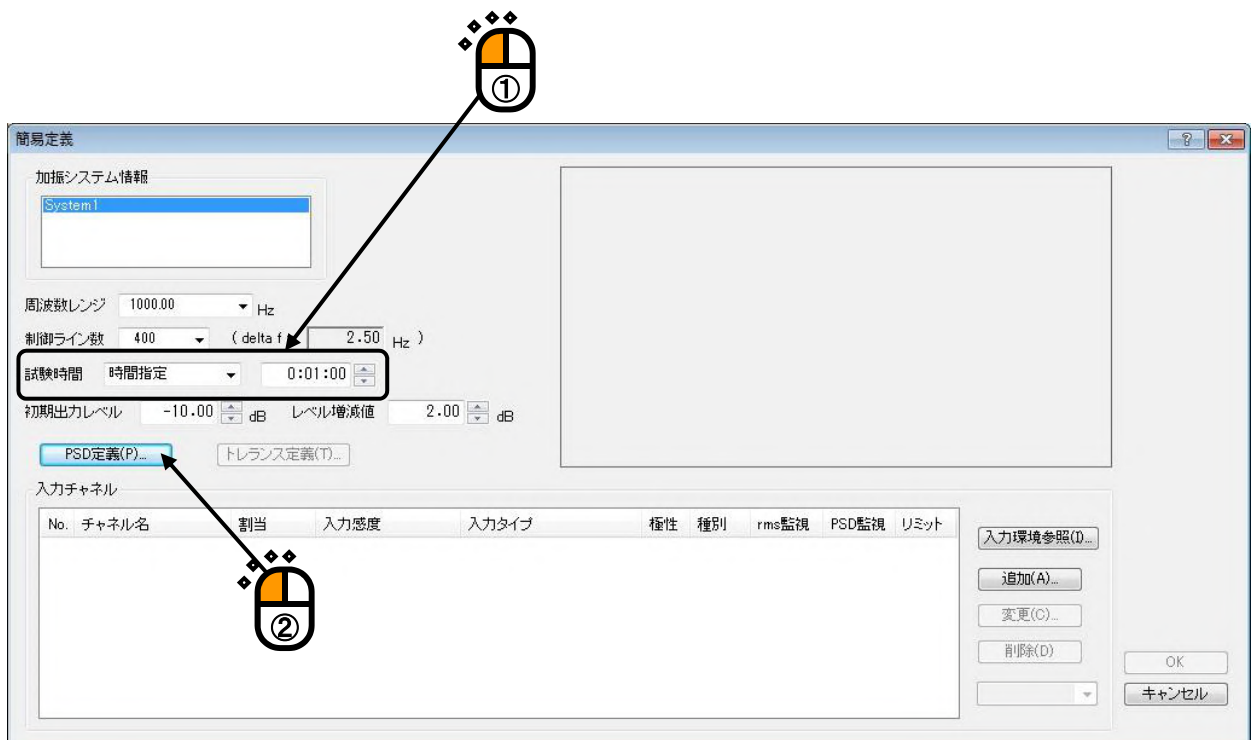 ①
簡易定義
加振システム情報
System1
周波数レンジ 1000.00 Hz
制御ライン数 400 ( delta f 2.50 Hz )
試験時間 時間指定 0:01:00
初期出力レベル -10.00 dB レベル増減値 2.00 dB
PSD定義(P)... トレランス定義(T)...
入力チャネル
No. チャネル名 割当 入力感度 入力タイプ 極性 種別 rms監視 PSD監視 リミット
入力環境参照(I)...
追加(A)...
変更(C)...
削除(D)
②
OK
キャンセル